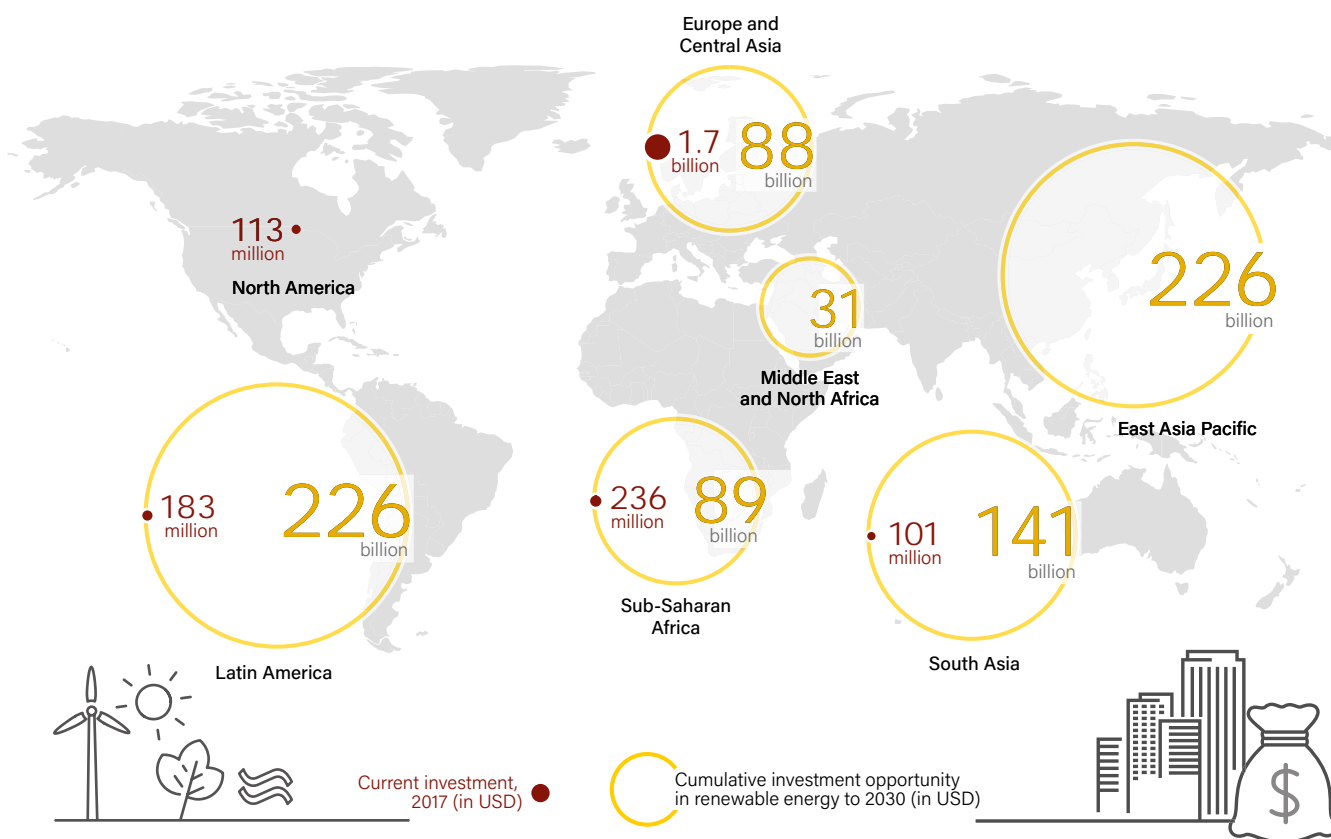 Europe and
Central Asia
1.7
billion
88
billion
113
million
North America
226
billion
31
billion
Middle East
and North Africa
East Asia Pacific
183
million
226
billion
236
million
89
billion
101
million
141
billion
Sub-Saharan
Africa
South Asia
Latin America
Current investment,
2017 (in USD)
Cumulative investment opportunity
in renewable energy to 2030 (in USD)
$